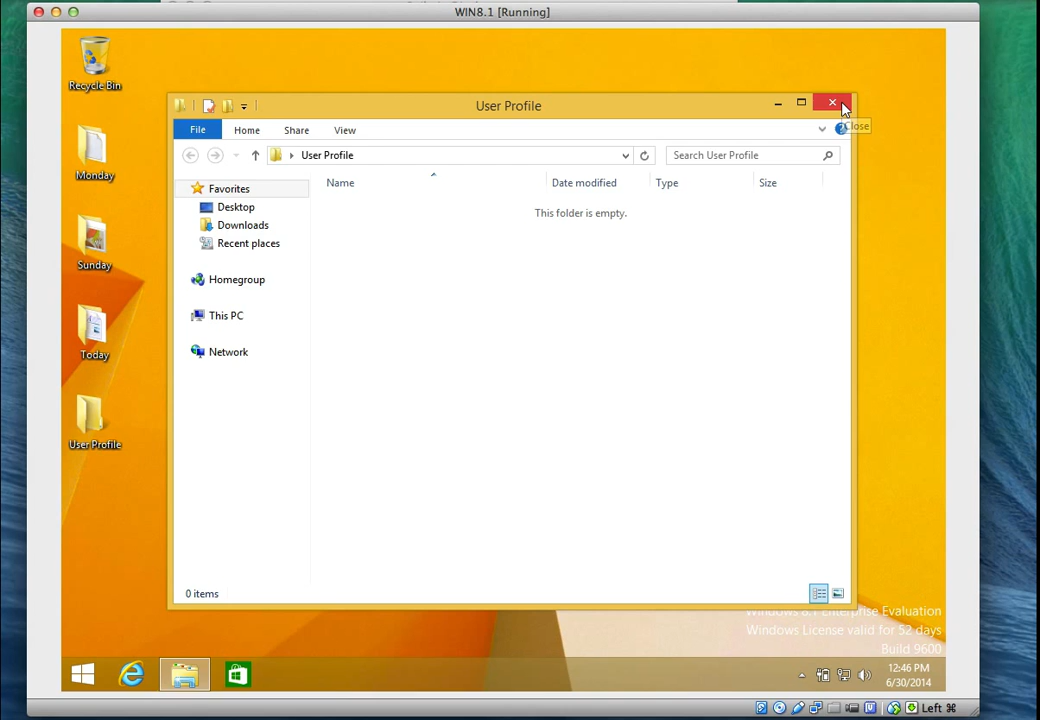 WIN8.1 [Running]
Recycle Bin
User Profile
Close
File Home Share View
User Profile
Search User Profile
Name Date modified Type Size
This folder is empty.
Favorites
Desktop
Downloads
Recent places
Homegroup
This PC
Network
Monday
Sunday
Today
User Profile
0 items
Windows 8.1 Enterprise Evaluation
Windows License valid for 52 days
Build 9600
12:46 PM
6/30/2014
Left ⌘